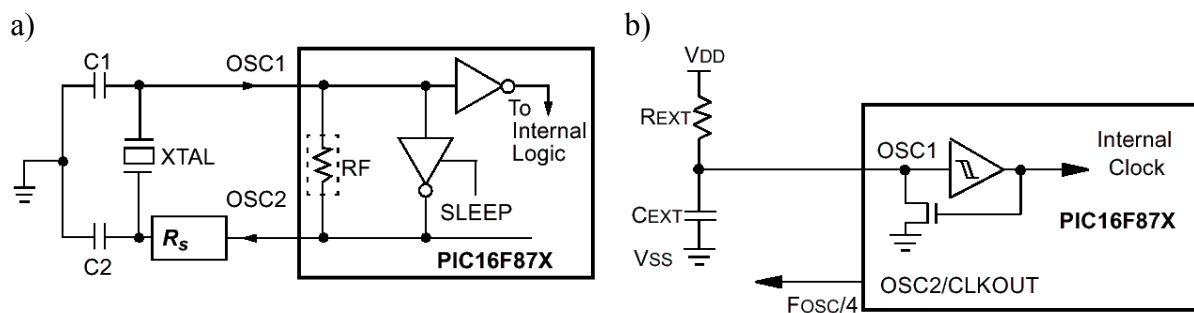 a)
C1
OSC1
To
Internal
Logic
XTAL
RF
OSC2
SLEEP
Rs
C2
PIC16F87X
b)
VDD
REXT
OSC1
Internal
Clock
CEXT
PIC16F87X
VSS
OSC2/CLKOUT
FOSC/4